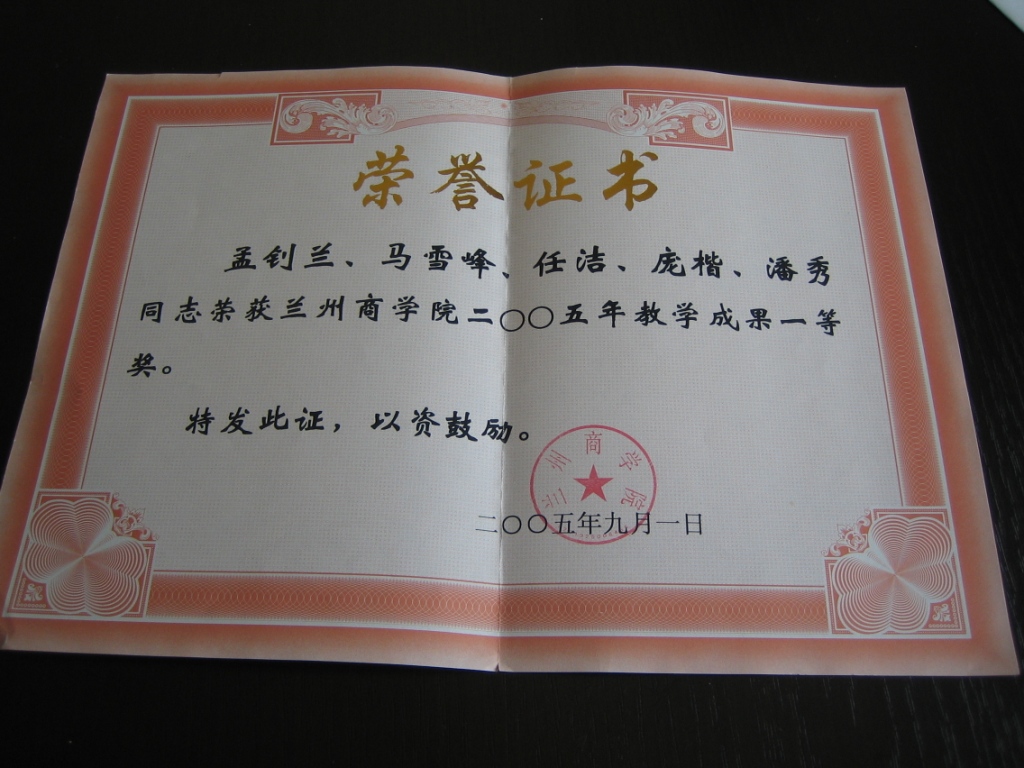 荣誉证书
孟钊兰、马雪峰、任洁、庞楷、潘秀
同志荣获兰州商学院二〇〇五年教学成果一等
奖。
特发此证，以资鼓励。
兰州商学院
二〇〇五年九月一日